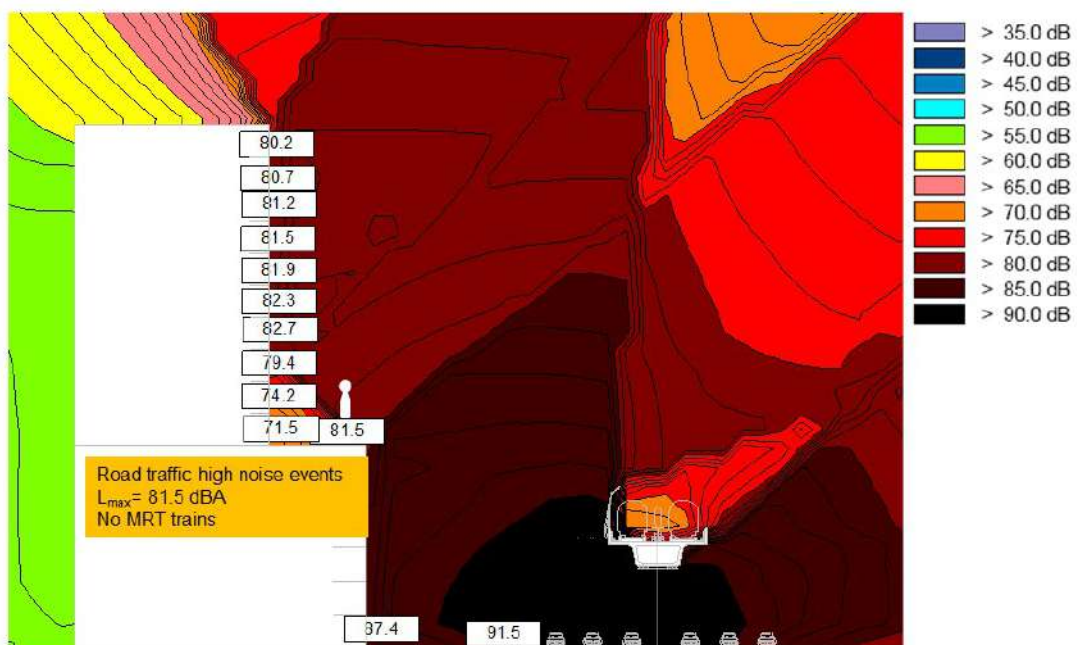 > 35.0 dB
> 40.0 dB
> 45.0 dB
> 50.0 dB
> 55.0 dB
> 60.0 dB
> 65.0 dB
> 70.0 dB
> 75.0 dB
> 80.0 dB
> 85.0 dB
> 90.0 dB
80.2
80.7
81.2
81.5
81.9
82.3
82.7
79.4
74.2
71.5 81.5
Road traffic high noise events
Lmax= 81.5 dBA
No MRT trains
87.4 91.5